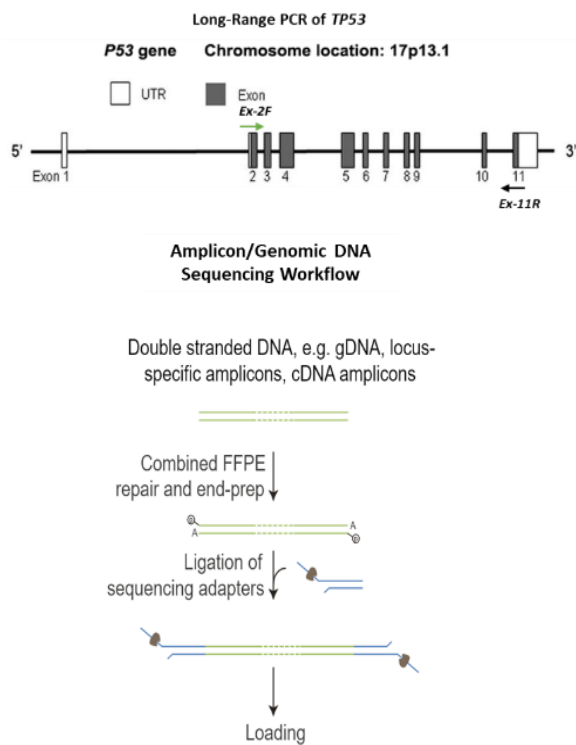 Long-Range PCR of TP53
P53 gene Chromosome location: 17p13.1
UTR Exon
Ex-2F
5' 3'
Exon 1 2 3 4 5 6 7 8 9 10 11
Ex-11R
Amplicon/Genomic DNA
Sequencing Workflow
Double stranded DNA, e.g. gDNA, locus-
specific amplicons, cDNA amplicons
Combined FFPE
repair and end-prep
A
A
Ligation of
sequencing adapters
Loading